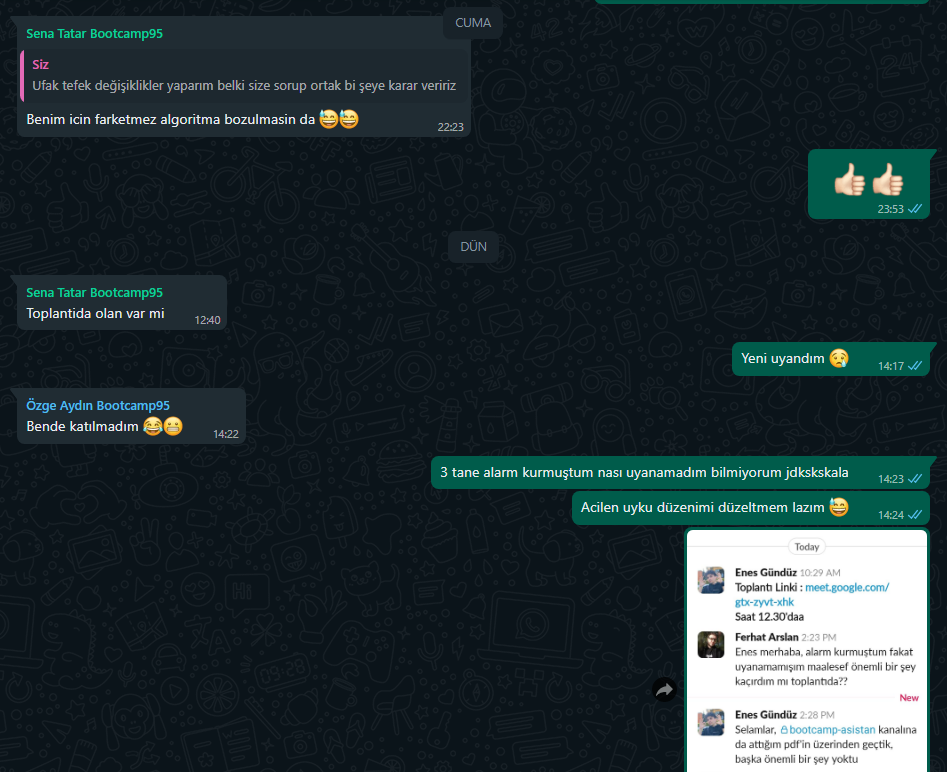 CUMA
Sena Tatar Bootcamp95
Siz
Ufak tefek değişiklikler yaparım belki size sorup ortak bi şeye karar veririz
Benim icin farketmez algoritma bozulmasin da 😅😅
22:23
👍🏻👍🏻
23:53
DÜN
Sena Tatar Bootcamp95
Toplantida olan var mi
12:40
Yeni uyandım 😢
14:17
Özge Aydın Bootcamp95
Bende katılmadım 😂😬
14:22
3 tane alarm kurmuştum nası uyanamadım bilmiyorum jdkskskala
14:23
Acilen uyku düzenimi düzeltmem lazım 😅
14:24
Today
Enes Gündüz 10:29 AM
Toplantı Linki : meet.google.com/
gtx-zyvt-xhk
Saat 12.30'daa
Ferhat Arslan 2:23 PM
Enes merhaba, alarm kurmuştum fakat
uyanamamışım maalesef önemli bir şey
kaçırdım mı toplantıda??
New
Enes Gündüz 2:28 PM
Selamlar, bootcamp-asistan kanalına
da attığım pdf'in üzerinden geçtik,
başka önemli bir şey yoktu